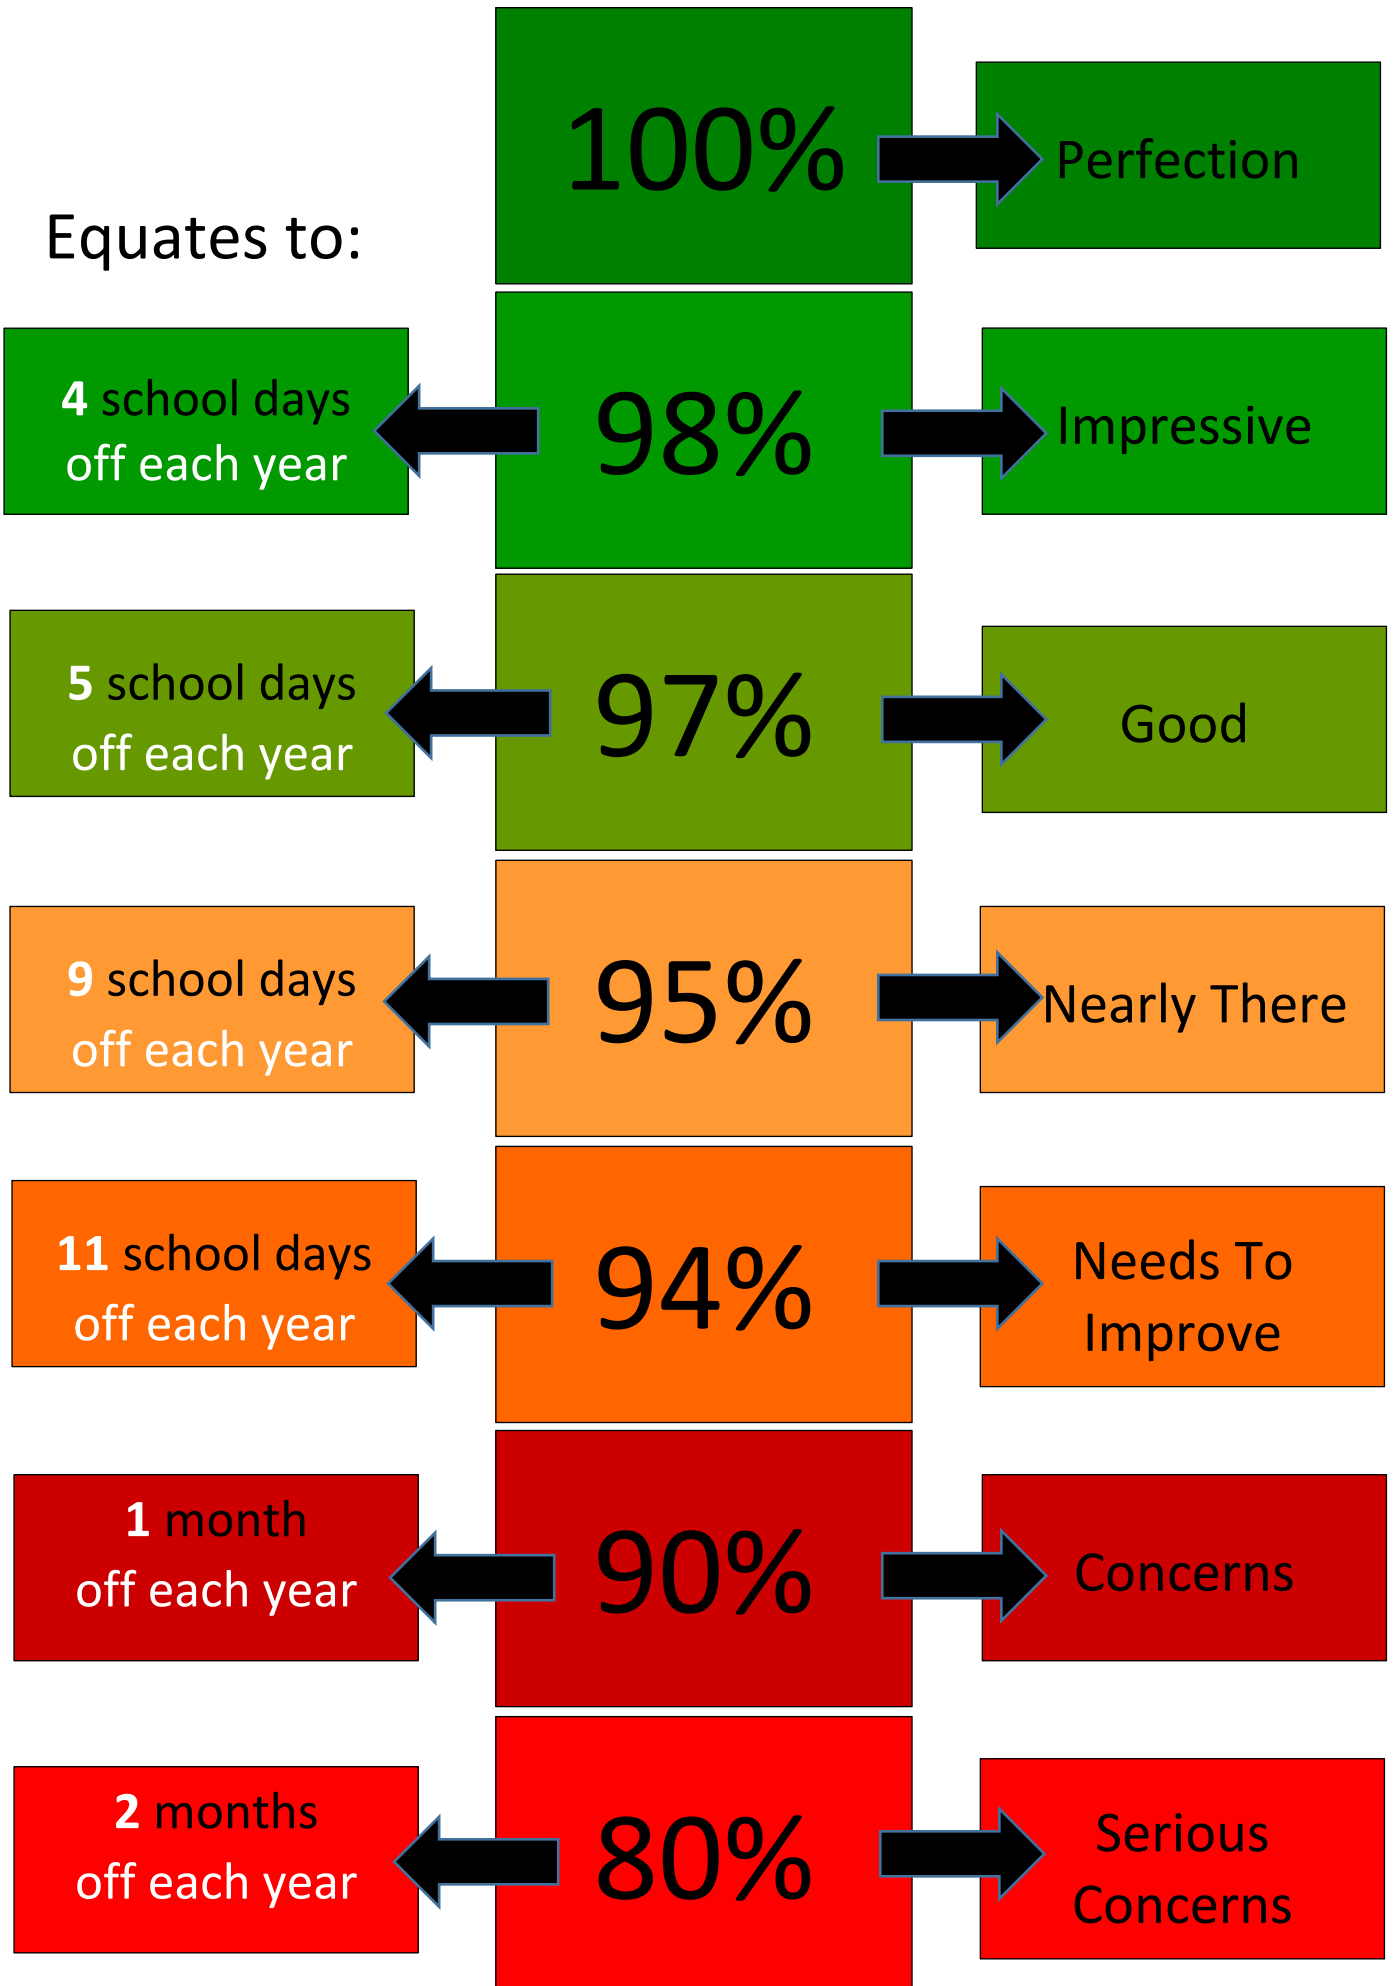 100%
Perfection
Equates to:
4 school days
off each year
98%
Impressive
5 school days
off each year
97%
Good
9 school days
off each year
95%
Nearly There
11 school days
off each year
94%
Needs To
Improve
1 month
off each year
90%
Concerns
2 months
off each year
80%
Serious
Concerns